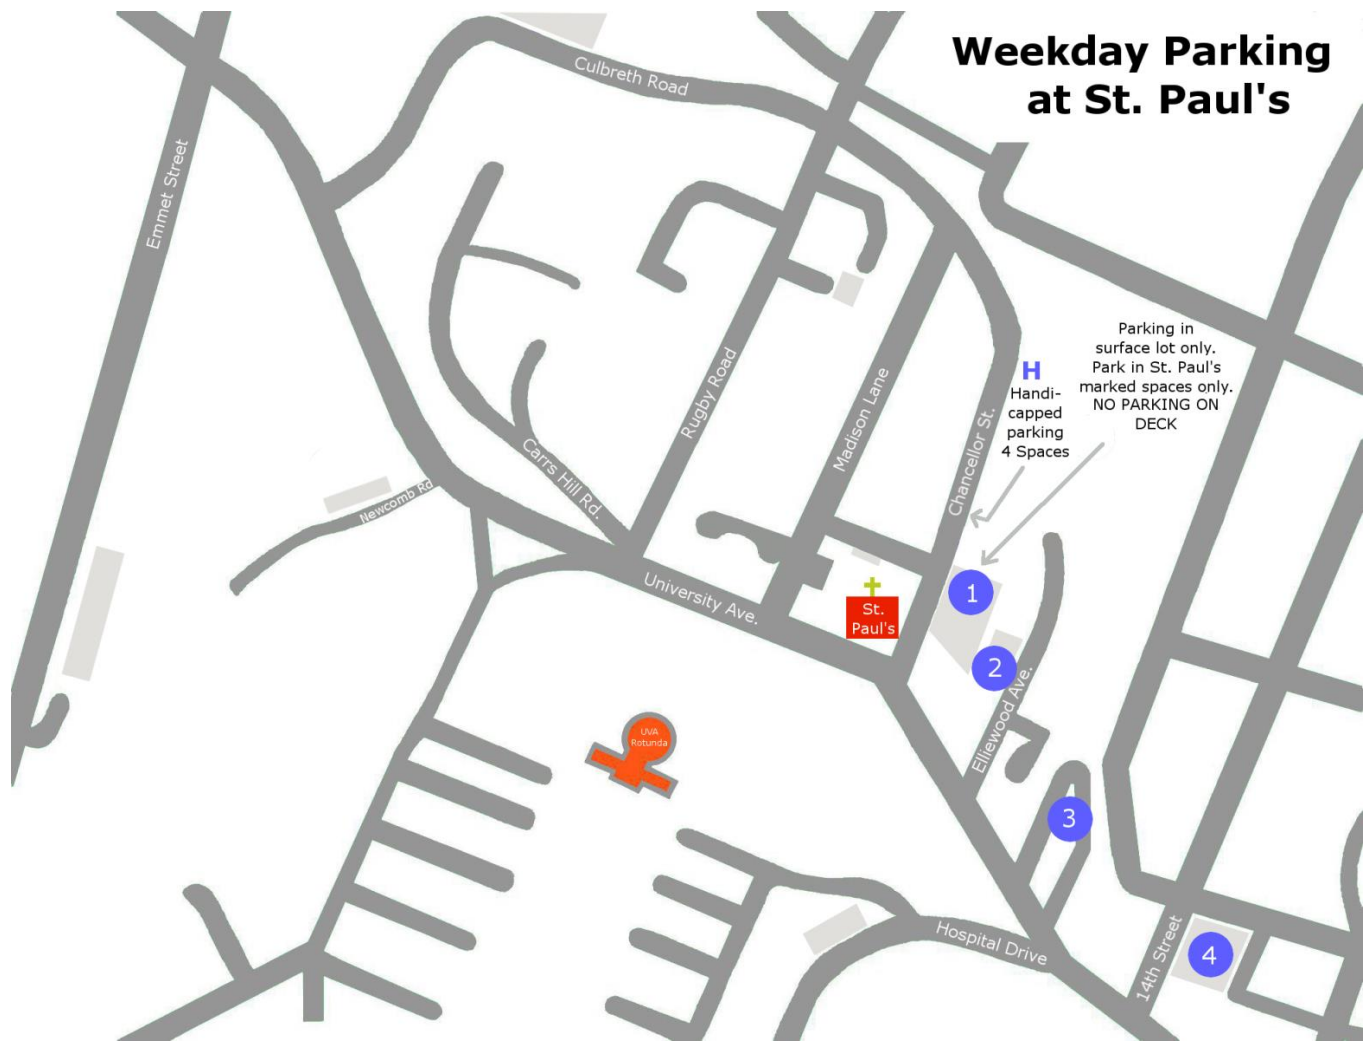 Weekday Parking
at St. Paul's
Culbreth Road
Emmet Street
Rugby Road
Madison Lane
Chancellor St.
H
Handi-
capped
parking
4 Spaces
Parking in
surface lot only.
Park in St. Paul's
marked spaces only.
NO PARKING ON
DECK
Carrs Hill Rd.
Newcomb Rd
University Ave.
St.
Paul's
1
2
Elliewood Ave.
UVA
Rotunda
3
Hospital Drive
14th Street
4